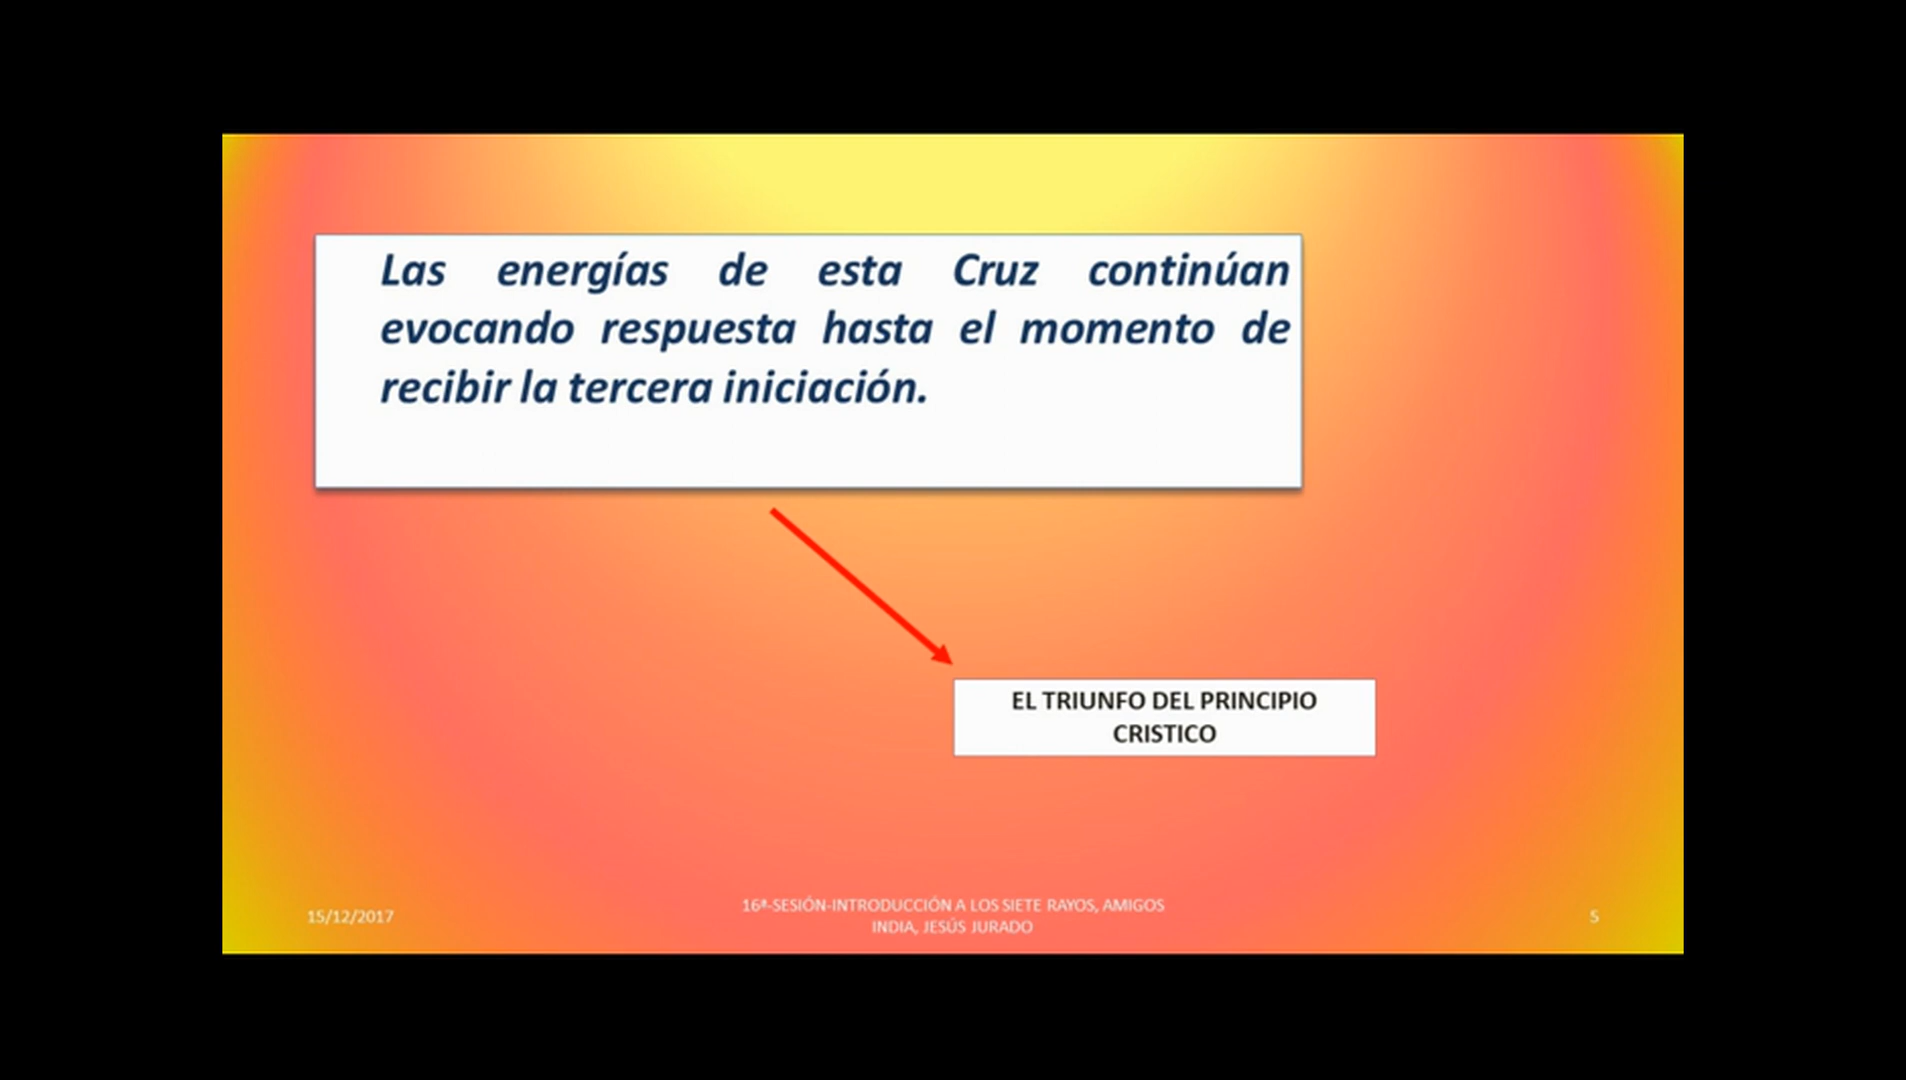 Las energías de esta Cruz continúan
evocando respuesta hasta el momento de
recibir la tercera iniciación.
EL TRIUNFO DEL PRINCIPIO
CRISTICO
15/12/2017
16ª-SESIÓN-INTRODUCCIÓN A LOS SIETE RAYOS, AMIGOS
INDIA, JESÚS JURADO
5